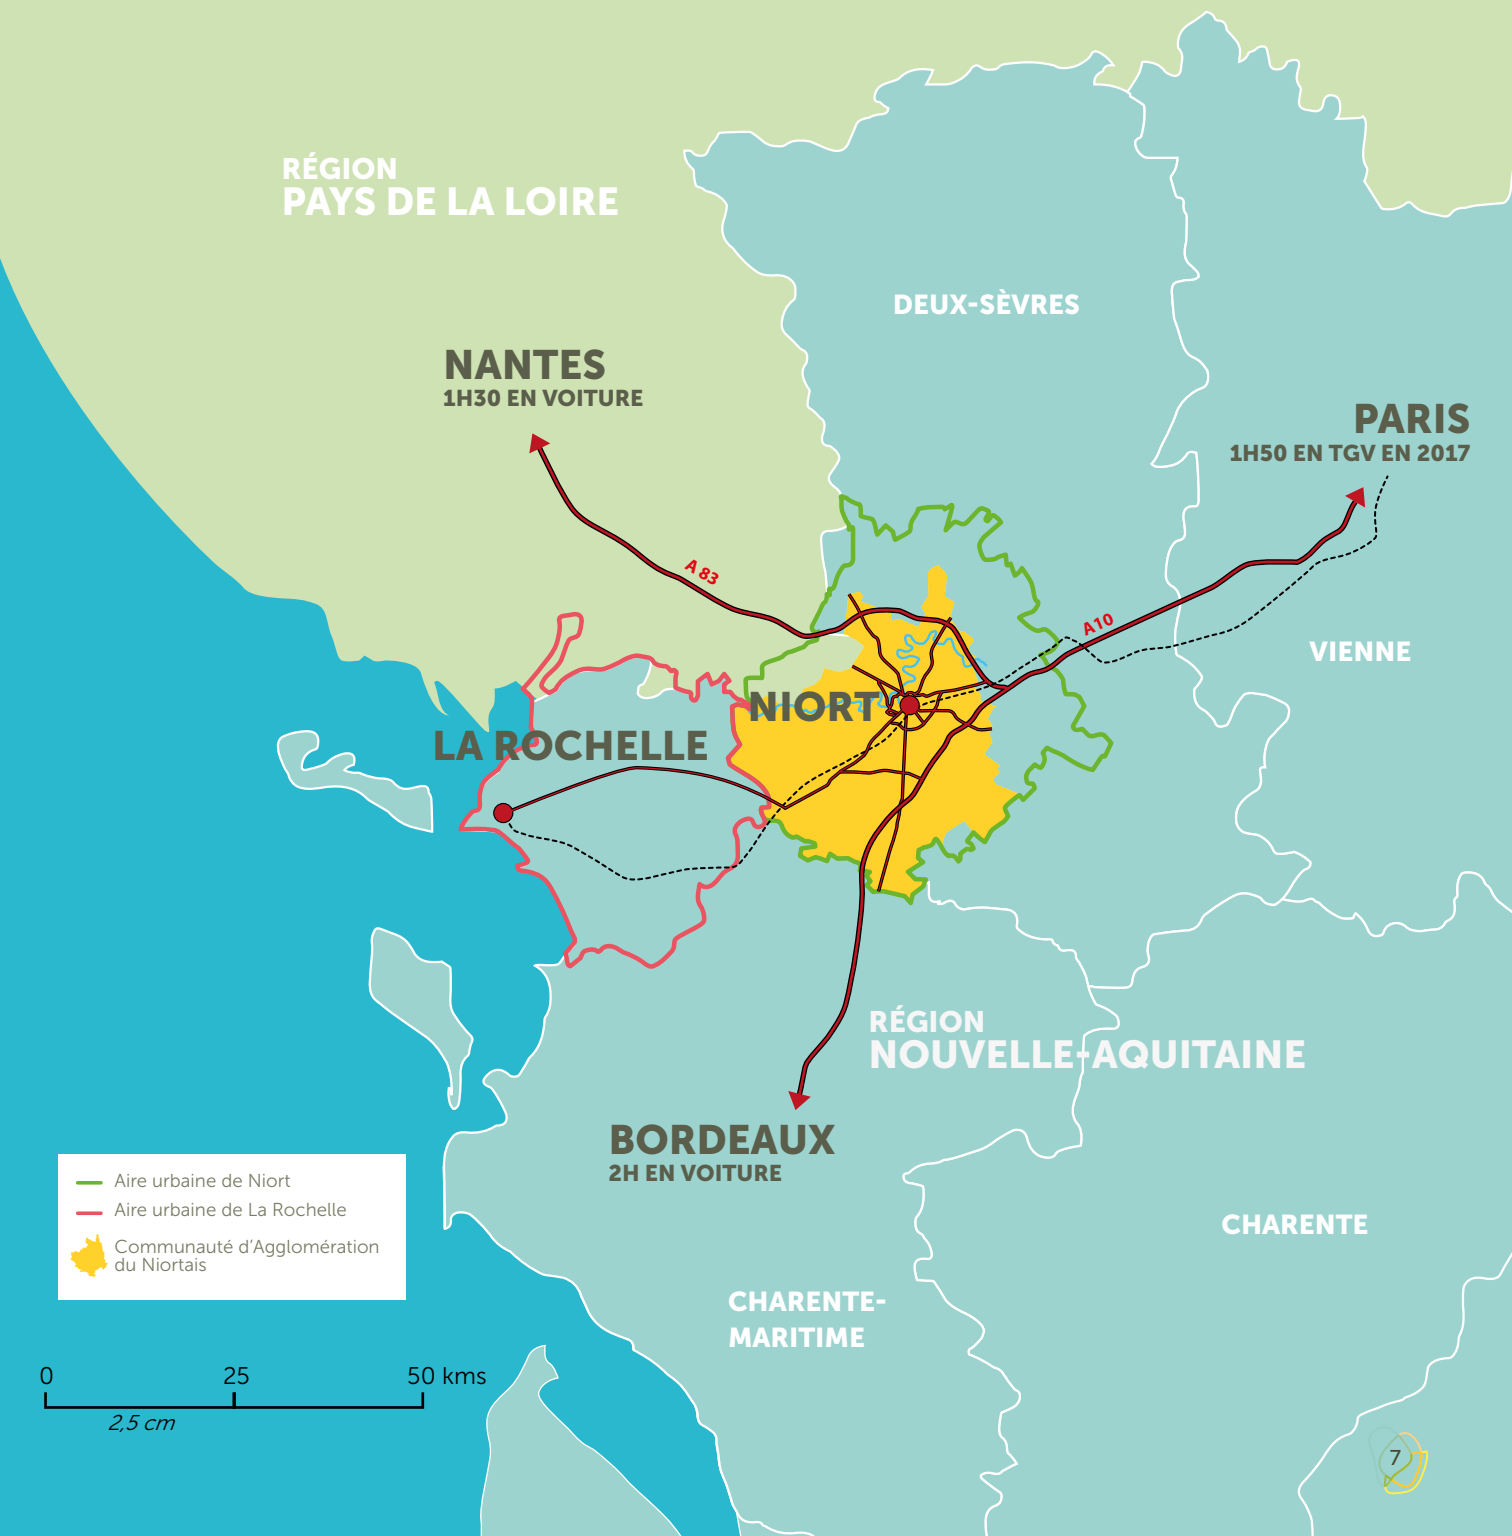 RÉGION
PAYS DE LA LOIRE
DEUX-SÈVRES
NANTES
1H30 EN VOITURE
PARIS
1H50 EN TGV EN 2017
A 83
A10
VIENNE
NIORT
LA ROCHELLE
RÉGION
NOUVELLE-AQUITAINE
BORDEAUX
2H EN VOITURE
Aire urbaine de Niort
Aire urbaine de La Rochelle
Communauté d'Agglomération
du Niortais
CHARENTE
CHARENTE-
MARITIME
0 25 50 kms
2,5 cm
7